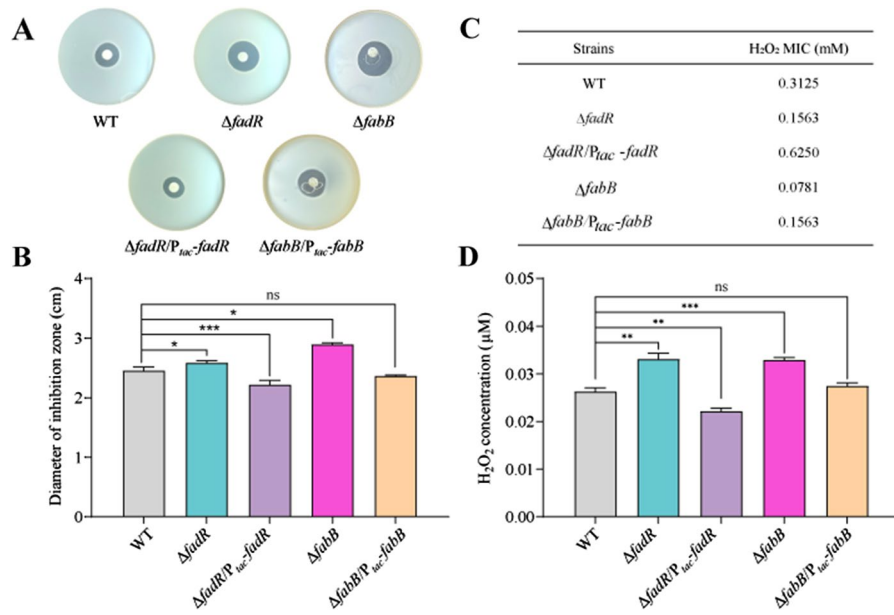 A
WT
ΔfadR
ΔfabB
ΔfadR/Ptac-fadR
ΔfabB/Ptac-fabB
C
Strains H₂O₂ MIC (mM)
WT 0.3125
ΔfadR 0.1563
ΔfadR/Ptac -fadR 0.6250
ΔfabB 0.0781
ΔfabB/Ptac-fabB 0.1563
B
Diameter of inhibition zone (cm)
4
3
2
1
0
ns
*
***
*
WT
ΔfadR
ΔfadR/Ptac-fadR
ΔfabB
ΔfabB/Ptac-fabB
D
H₂O₂ concentration (μM)
0.05
0.04
0.03
0.02
0.01
0.00
ns
***
**
**
WT
ΔfadR
ΔfadR/Ptac-fadR
ΔfabB
ΔfabB/Ptac-fabB